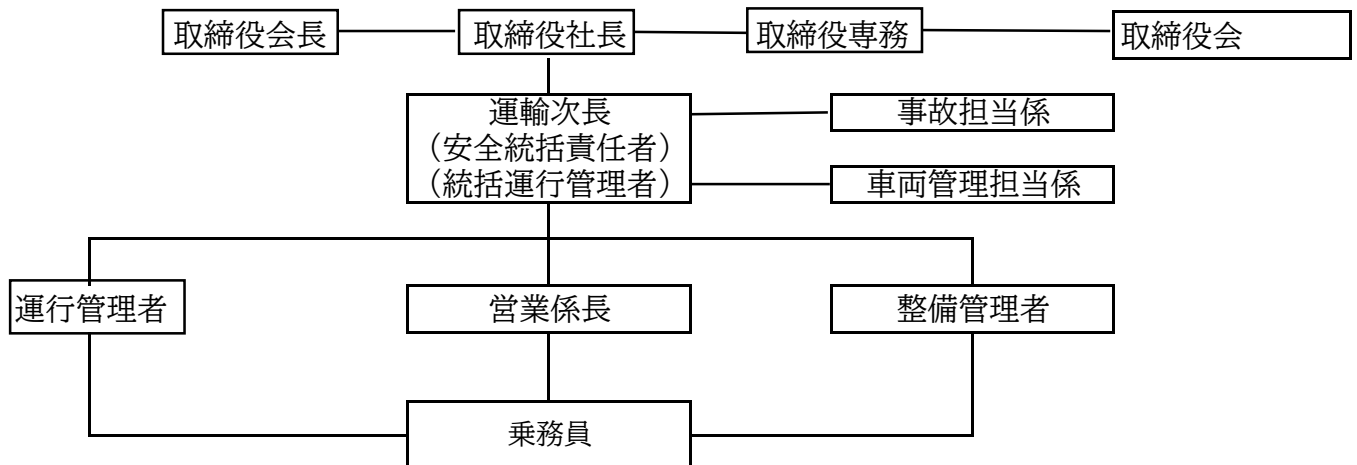 取締役会長
取締役社長
取締役専務
取締役会
運輸次長
（安全統括責任者）
（統括運行管理者）
事故担当係
車両管理担当係
運行管理者
営業係長
整備管理者
乗務員